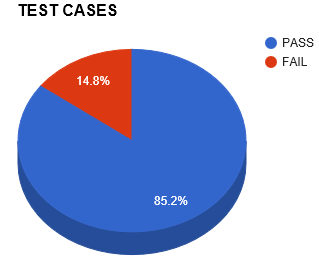 TEST CASES
PASS
FAIL
14.8%
85.2%